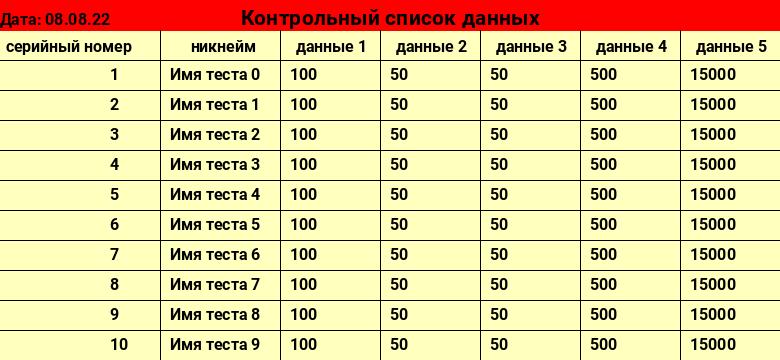 Дата: 08.08.22 Контрольный список данных
серийный номер никнейм данные 1 данные 2 данные 3 данные 4 данные 5
1 Имя теста 0 100 50 50 500 15000
2 Имя теста 1 100 50 50 500 15000
3 Имя теста 2 100 50 50 500 15000
4 Имя теста 3 100 50 50 500 15000
5 Имя теста 4 100 50 50 500 15000
6 Имя теста 5 100 50 50 500 15000
7 Имя теста 6 100 50 50 500 15000
8 Имя теста 7 100 50 50 500 15000
9 Имя теста 8 100 50 50 500 15000
10 Имя теста 9 100 50 50 500 15000